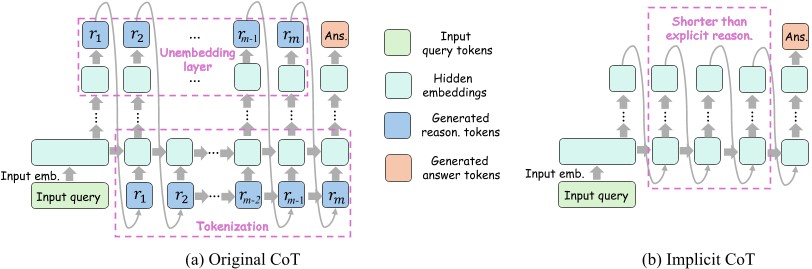 r1 r2 ... rm-1 rm Ans.
Unembedding
layer
...
Input emb.
Input query
r1 r2 ... rm-2 rm-1 rm
Tokenization
(a) Original CoT
Input
query tokens
Hidden
embeddings
Generated
reason. tokens
Generated
answer tokens
Shorter than
explicit reason.
Ans.
Input emb.
Input query
(b) Implicit CoT